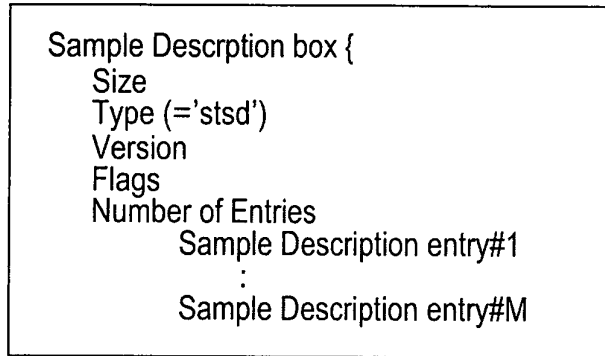 Sample Descrption box {
Size
Type (='stsd')
Version
Flags
Number of Entries
Sample Description entry#1
:
Sample Description entry#M